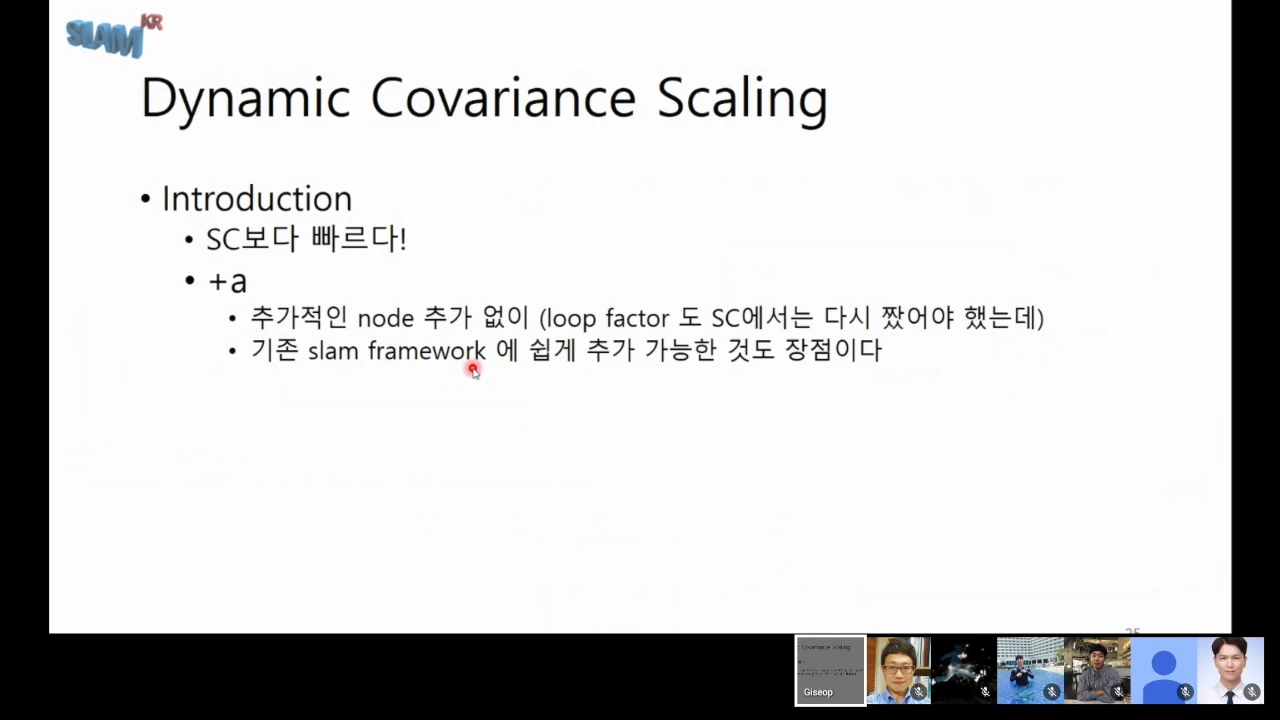 SLAM KR
Dynamic Covariance Scaling
• Introduction
• SC보다 빠르다!
• +a
• 추가적인 node 추가 없이 (loop factor 도 SC에서는 다시 짰어야 했는데)
• 기존 slam framework 에 쉽게 추가 가능한 것도 장점이다
Giseop